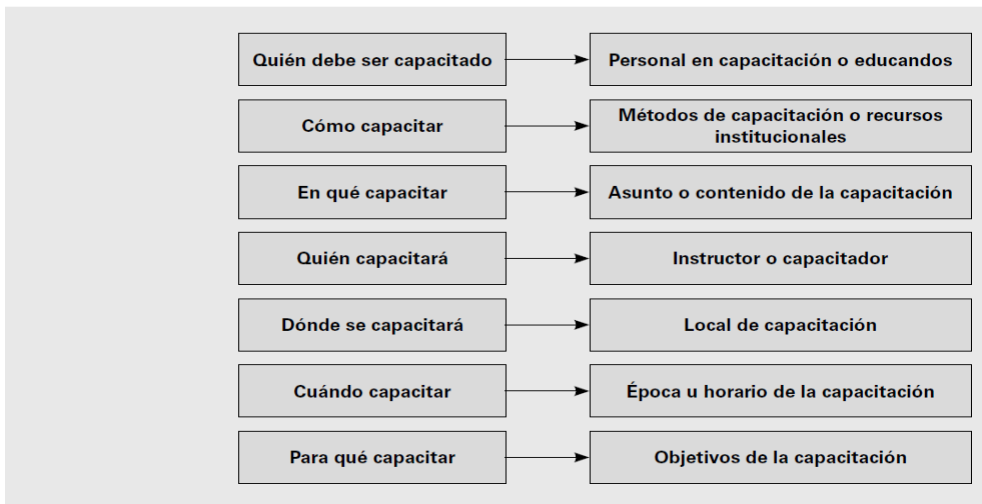 Quién debe ser capacitado
Personal en capacitación o educandos
Cómo capacitar
Métodos de capacitación o recursos
institucionales
En qué capacitar
Asunto o contenido de la capacitación
Quién capacitará
Instructor o capacitador
Dónde se capacitará
Local de capacitación
Cuándo capacitar
Época u horario de la capacitación
Para qué capacitar
Objetivos de la capacitación